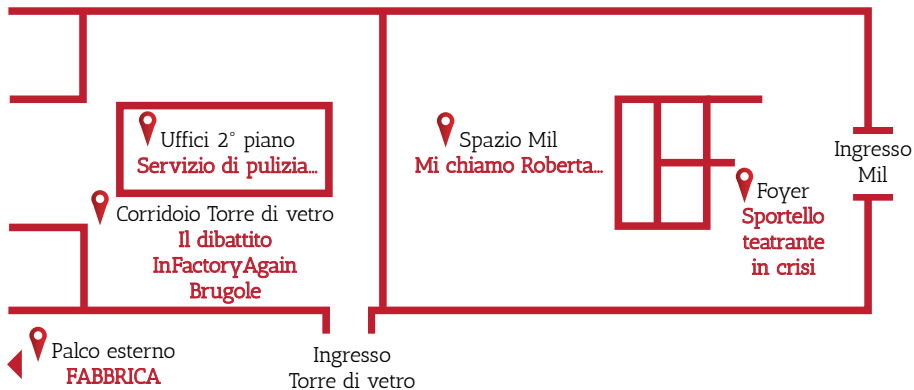 Uffici 2° piano
Servizio di pulizia...
Corridoio Torre di vetro
Il dibattito
InFactoryAgain
Brugole
Palco esterno
FABBRICA
Ingresso
Torre di vetro
Spazio Mil
Mi chiamo Roberta...
Foyer
Sportello
teatrante
in crisi
Ingresso
Mil